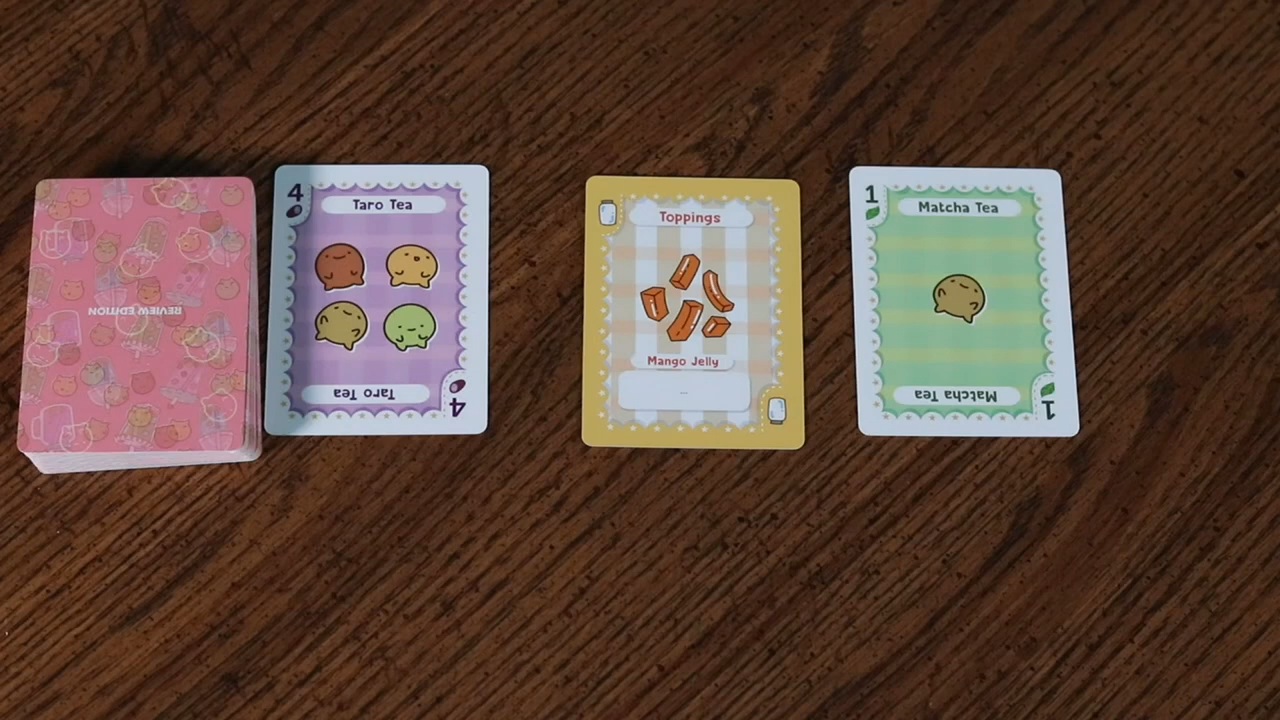 REVIEW EDITION
4
Taro Tea
Taro Tea
4
Toppings
Mango Jelly
--
1
Matcha Tea
Matcha Tea
1